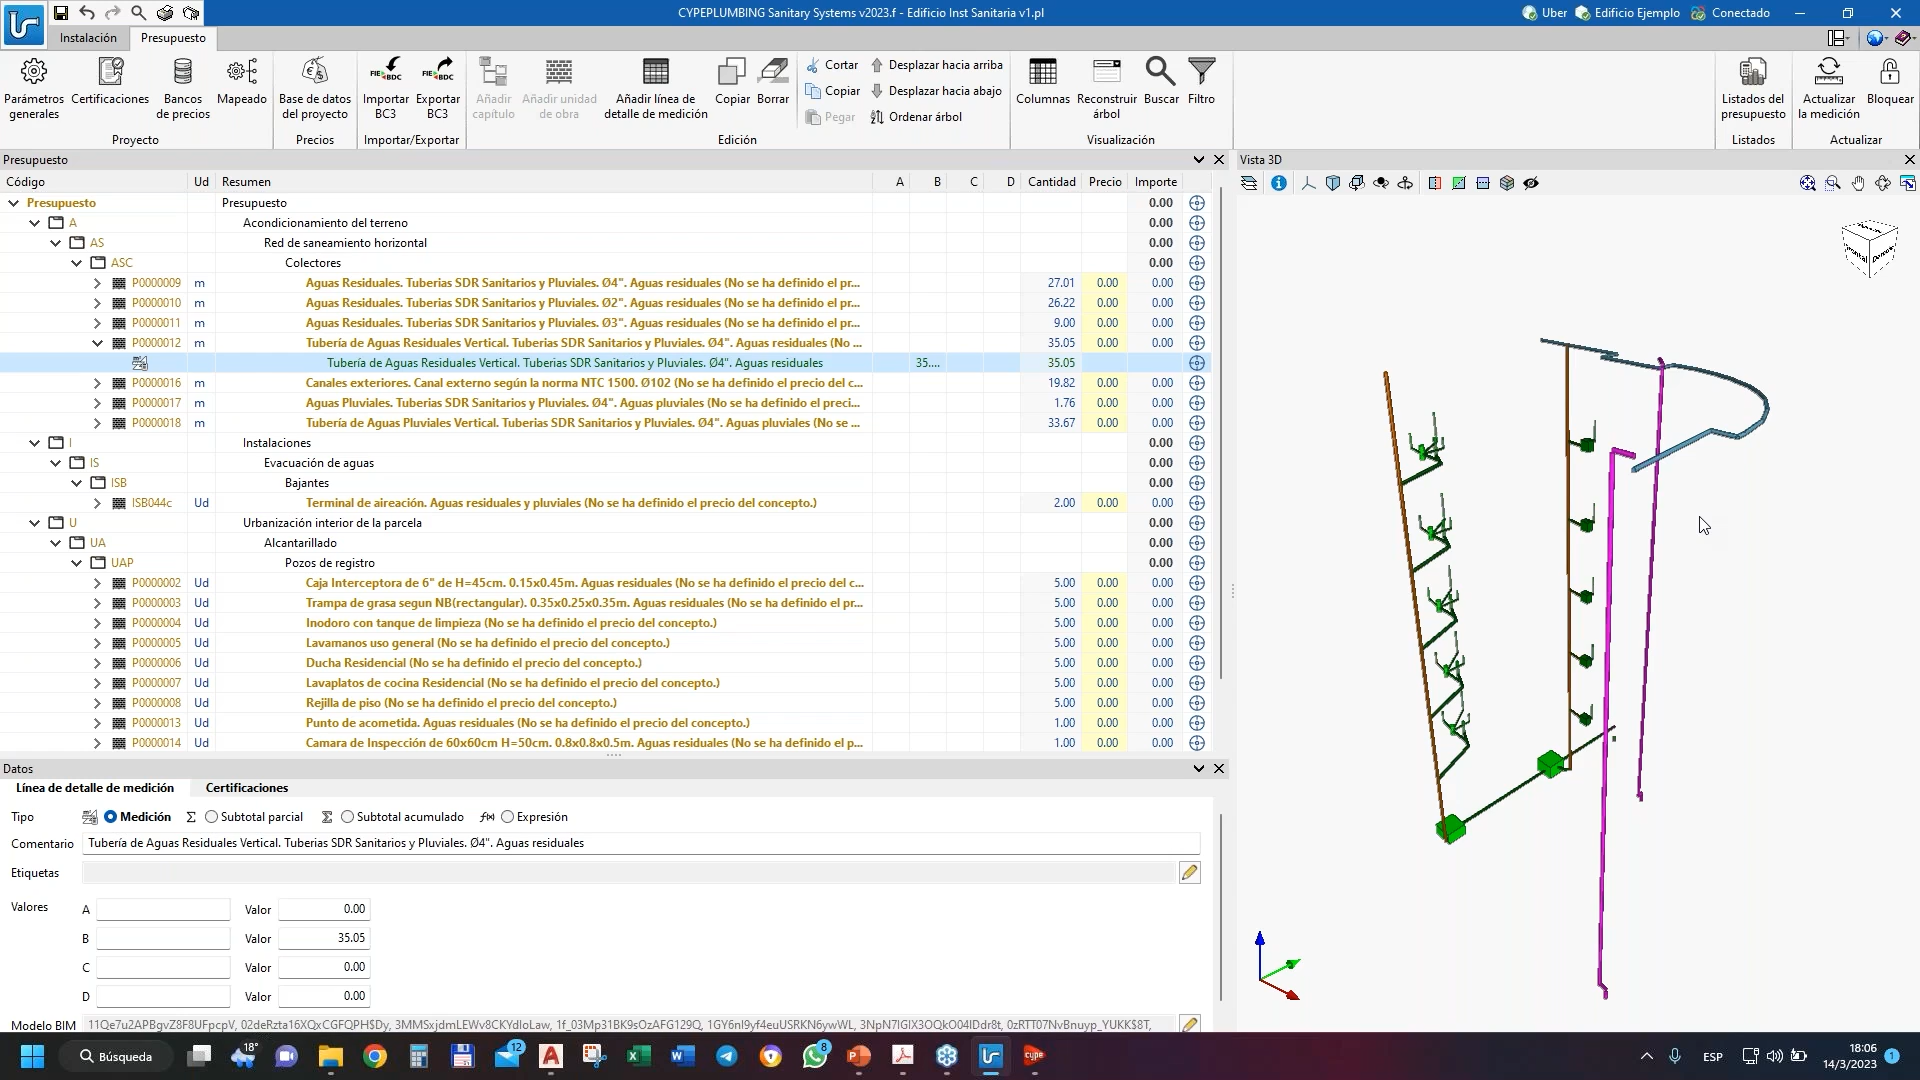 CYPEPLUMBING Sanitary Systems v2023.f - Edificio Inst Sanitaria v1.pl
Uber
Edificio Ejemplo
Conectado
Instalación
Presupuesto
Parámetros generales
Certificaciones
Bancos de precios
Mapeado
Base de datos del proyecto
Importar BC3
Exportar BC3
Añadir capítulo
Añadir unidad de obra
Añadir línea de detalle de medición
Copiar
Borrar
Cortar
Copiar
Pegar
Desplazar hacia arriba
Desplazar hacia abajo
Ordenar árbol
Columnas
Reconstruir árbol
Buscar
Filtro
Listados del presupuesto
Actualizar la medición
Bloquear
Proyecto
Precios
Importar/Exportar
Edición
Visualización
Listados
Actualizar
Presupuesto
Vista 3D
Código Ud Resumen A B C D Cantidad Precio Importe
Presupuesto Presupuesto 0.00
A Acondicionamiento del terreno 0.00
AS Red de saneamiento horizontal 0.00
ASC Colectores 0.00
P0000009 m Aguas Residuales. Tuberias SDR Sanitarios y Pluviales. Ø4". Aguas residuales (No se ha definido el pr... 27.01 0.00 0.00
P0000010 m Aguas Residuales. Tuberias SDR Sanitarios y Pluviales. Ø2". Aguas residuales (No se ha definido el pr... 26.22 0.00 0.00
P0000011 m Aguas Residuales. Tuberias SDR Sanitarios y Pluviales. Ø3". Aguas residuales (No se ha definido el pr... 9.00 0.00 0.00
P0000012 m Tubería de Aguas Residuales Vertical. Tuberias SDR Sanitarios y Pluviales. Ø4". Aguas residuales (No ... 35.05 0.00 0.00
Tubería de Aguas Residuales Vertical. Tuberias SDR Sanitarios y Pluviales. Ø4". Aguas residuales 35.... 35.05
P0000016 m Canales exteriores. Canal externo según la norma NTC 1500. Ø102 (No se ha definido el precio del c... 19.82 0.00 0.00
P0000017 m Aguas Pluviales. Tuberias SDR Sanitarios y Pluviales. Ø4". Aguas pluviales (No se ha definido el preci... 1.76 0.00 0.00
P0000018 m Tubería de Aguas Pluviales Vertical. Tuberias SDR Sanitarios y Pluviales. Ø4". Aguas pluviales (No se ... 33.67 0.00 0.00
I Instalaciones 0.00
IS Evacuación de aguas 0.00
ISB Bajantes 0.00
ISB044c Ud Terminal de aireación. Aguas residuales y pluviales (No se ha definido el precio del concepto.) 2.00 0.00 0.00
U Urbanización interior de la parcela 0.00
UA Alcantarillado 0.00
UAP Pozos de registro 0.00
P0000002 Ud Caja Interceptora de 6" de H=45cm. 0.15x0.45m. Aguas residuales (No se ha definido el precio del c... 5.00 0.00 0.00
P0000003 Ud Trampa de grasa segun NB(rectangular). 0.35x0.25x0.35m. Aguas residuales (No se ha definido el pr... 5.00 0.00 0.00
P0000004 Ud Inodoro con tanque de limpieza (No se ha definido el precio del concepto.) 5.00 0.00 0.00
P0000005 Ud Lavamanos uso general (No se ha definido el precio del concepto.) 5.00 0.00 0.00
P0000006 Ud Ducha Residencial (No se ha definido el precio del concepto.) 5.00 0.00 0.00
P0000007 Ud Lavaplatos de cocina Residencial (No se ha definido el precio del concepto.) 5.00 0.00 0.00
P0000008 Ud Rejilla de piso (No se ha definido el precio del concepto.) 5.00 0.00 0.00
P0000013 Ud Punto de acometida. Aguas residuales (No se ha definido el precio del concepto.) 1.00 0.00 0.00
P0000014 Ud Camara de Inspección de 60x60cm H=50cm. 0.8x0.8x0.5m. Aguas residuales (No se ha definido el p... 1.00 0.00 0.00
Datos
Línea de detalle de medición Certificaciones
Tipo Medición Σ Subtotal parcial Σ Subtotal acumulado Expresión
Comentario Tubería de Aguas Residuales Vertical. Tuberias SDR Sanitarios y Pluviales. Ø4". Aguas residuales
Etiquetas
Valores A Valor 0.00
B Valor 35.05
C Valor 0.00
D Valor 0.00
Búsqueda
18°
12
8
cype
ESP
18:06
14/3/2023
1